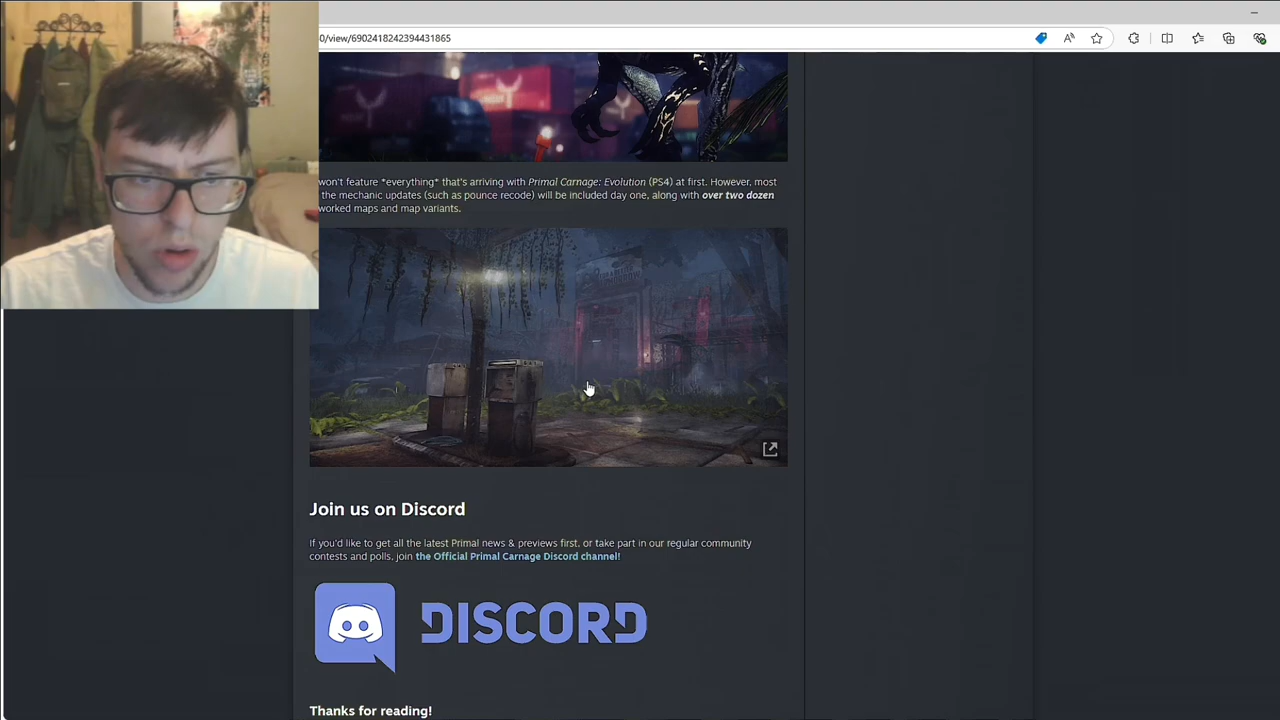 0/view/6902418242394431865
won't feature *everything* that's arriving with Primal Carnage: Evolution (PS4) at first. However, most
the mechanic updates (such as pounce recode) will be included day one, along with over two dozen
worked maps and map variants.
Join us on Discord
If you'd like to get all the latest Primal news & previews first, or take part in our regular community
contests and polls, join the Official Primal Carnage Discord channel!
DISCORD
Thanks for reading!